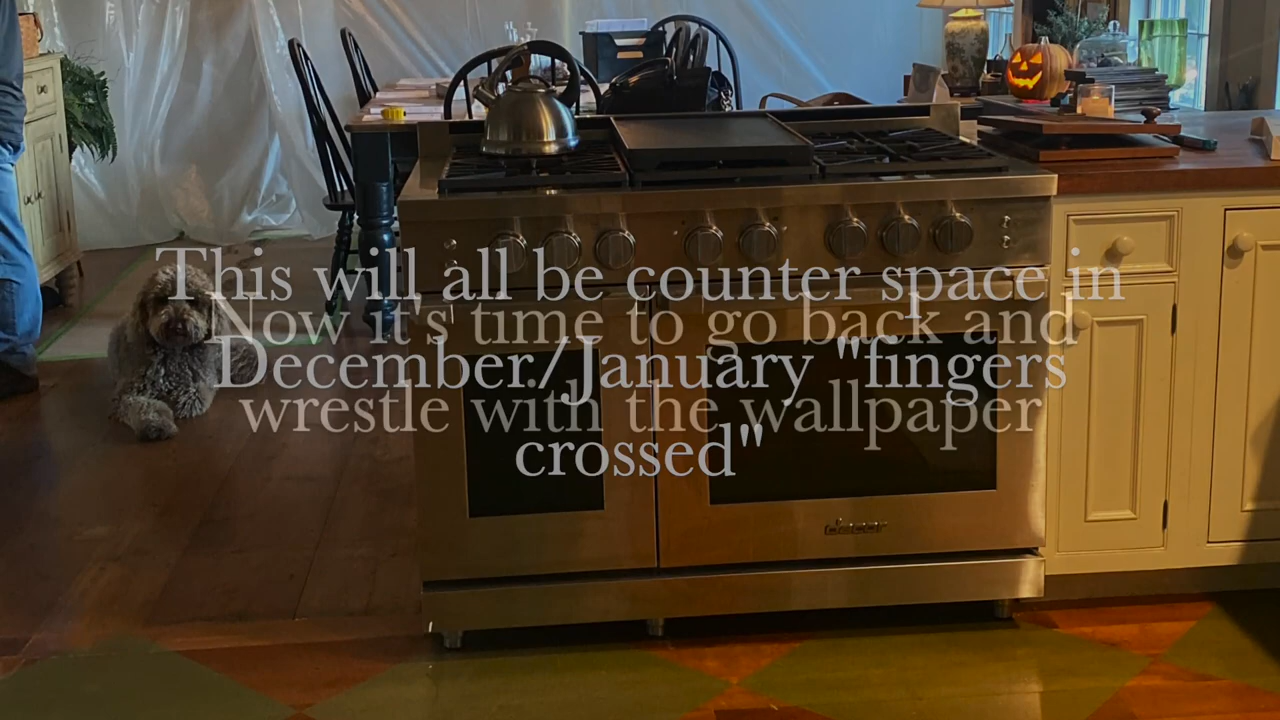 This will all be counter space in
Now it's time to go back and
December/January "fingers
wrestle with the wallpaper
crossed"
dacor